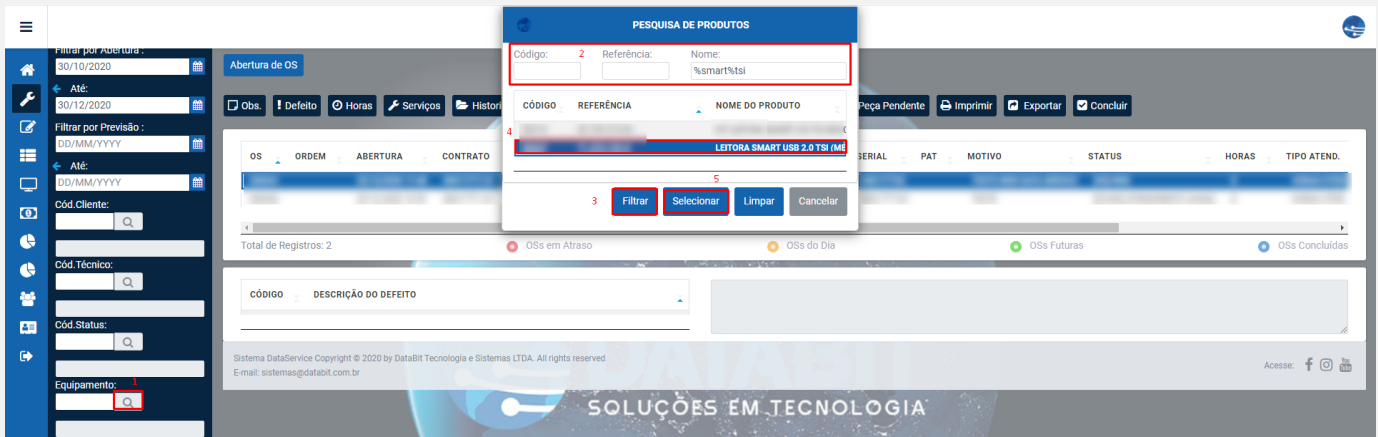 PESQUISA DE PRODUTOS
Código: 2 Referência: Nome:
%smart%tsi
CÓDIGO REFERÊNCIA NOME DO PRODUTO
4
LEITORA SMART USB 2.0 TSI (MÉ
5
3 Filtrar Selecionar Limpar Cancelar
Filtrar por Abertura :
30/10/2020
Até:
30/12/2020
Filtrar por Previsão :
DD/MM/YYYY
Até:
DD/MM/YYYY
Cód.Cliente:
Cód.Técnico:
Cód.Status:
Equipamento: 1
Abertura de OS
Obs. Defeito Horas Serviços Histori
Peça Pendente Imprimir Exportar Concluir
OS ORDEM ABERTURA CONTRATO
SERIAL PAT MOTIVO STATUS HORAS TIPO ATEND.
Total de Registros: 2 OSs em Atraso OSs do Dia OSs Futuras OSs Concluídas
CÓDIGO DESCRIÇÃO DO DEFEITO
Sistema DataService Copyright © 2020 by DataBit Tecnologia e Sistemas LTDA. All rights reserved
E-mail: sistemas@databit.com.br
Acesse:
DATABIT
SOLUÇÕES EM TECNOLOGIA